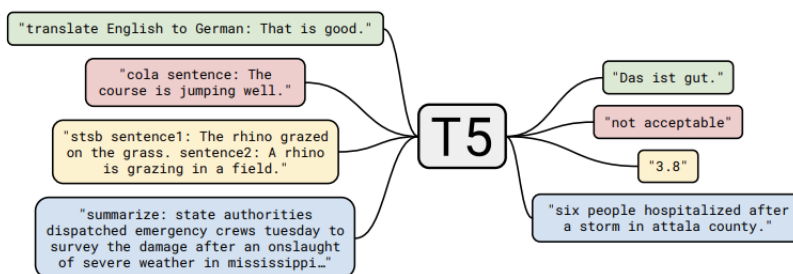 "translate English to German: That is good."
"cola sentence: The
course is jumping well."
"stsb sentence1: The rhino grazed
on the grass. sentence2: A rhino
is grazing in a field."
"summarize: state authorities
dispatched emergency crews tuesday to
survey the damage after an onslaught
of severe weather in mississippi…"
T5
"Das ist gut."
"not acceptable"
"3.8"
"six people hospitalized after
a storm in attala county."